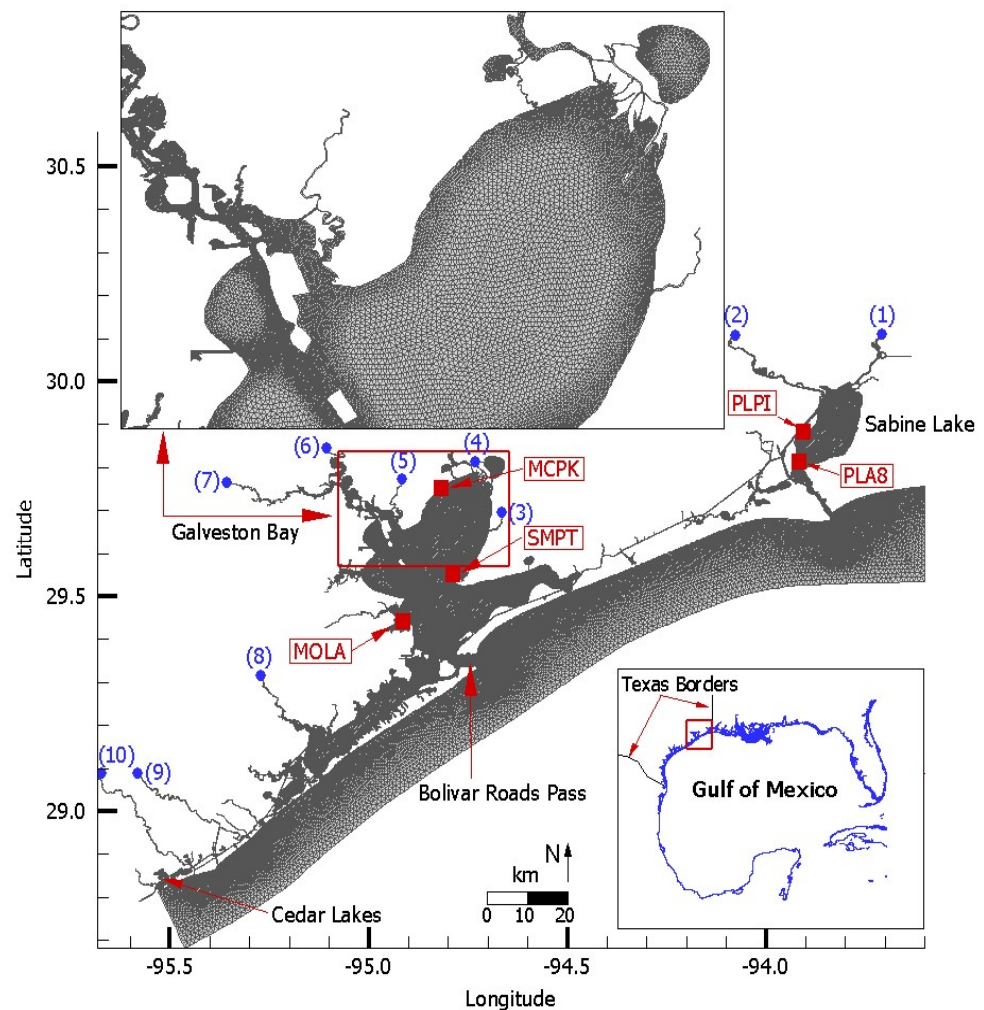 30.5
30.0
29.5
29.0
Latitude
(2)
(1)
PLPI
Sabine Lake
PLA8
(6)
(5)
(4)
(7)
MCPK
(3)
Galveston Bay
SMPT
MOLA
(8)
Texas Borders
Gulf of Mexico
(10)
(9)
Bolivar Roads Pass
N
km
0 10 20
Cedar Lakes
-95.5
-95.0
-94.5
-94.0
Longitude